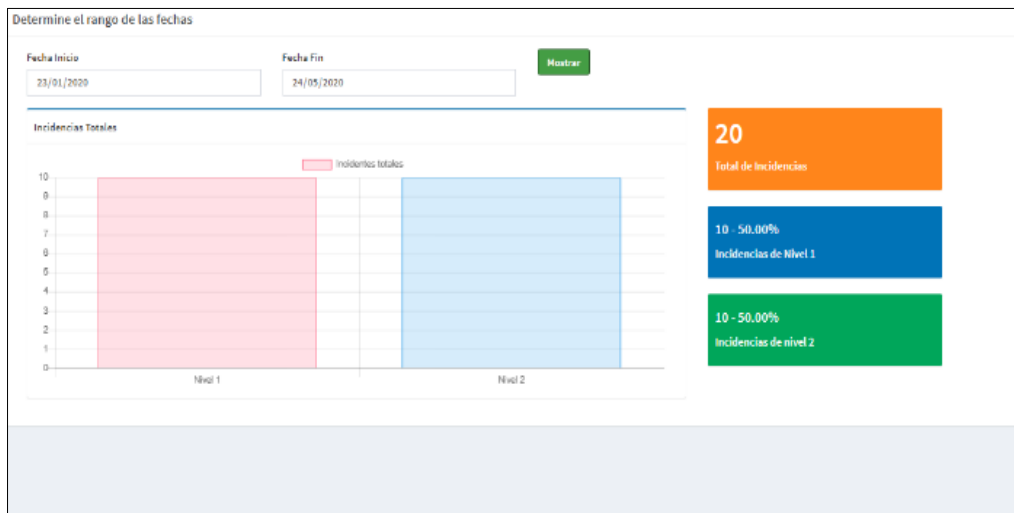 Determine el rango de las fechas
Fecha Inicio
Fecha Fin
Mostrar
23/01/2020
24/05/2020
Incidencias Totales
Incidentes totales
10
9
8
7
6
5
4
3
2
1
0
Nivel 1
Nivel 2
20
Total de Incidencias
10 - 50.00%
Incidencias de Nivel 1
10 - 50.00%
Incidencias de nivel 2